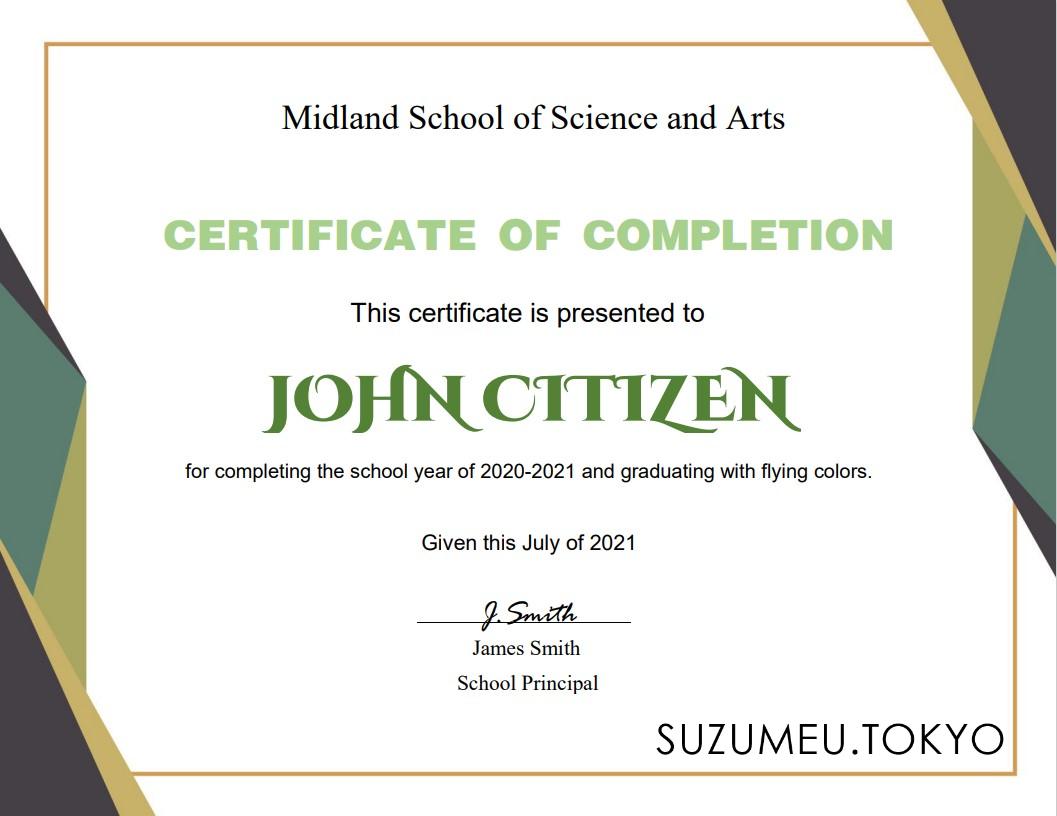 Midland School of Science and Arts
CERTIFICATE OF COMPLETION
This certificate is presented to
JOHN CITIZEN
for completing the school year of 2020-2021 and graduating with flying colors.
Given this July of 2021
J. Smith
James Smith
School Principal
SUZUMEU.TOKYO